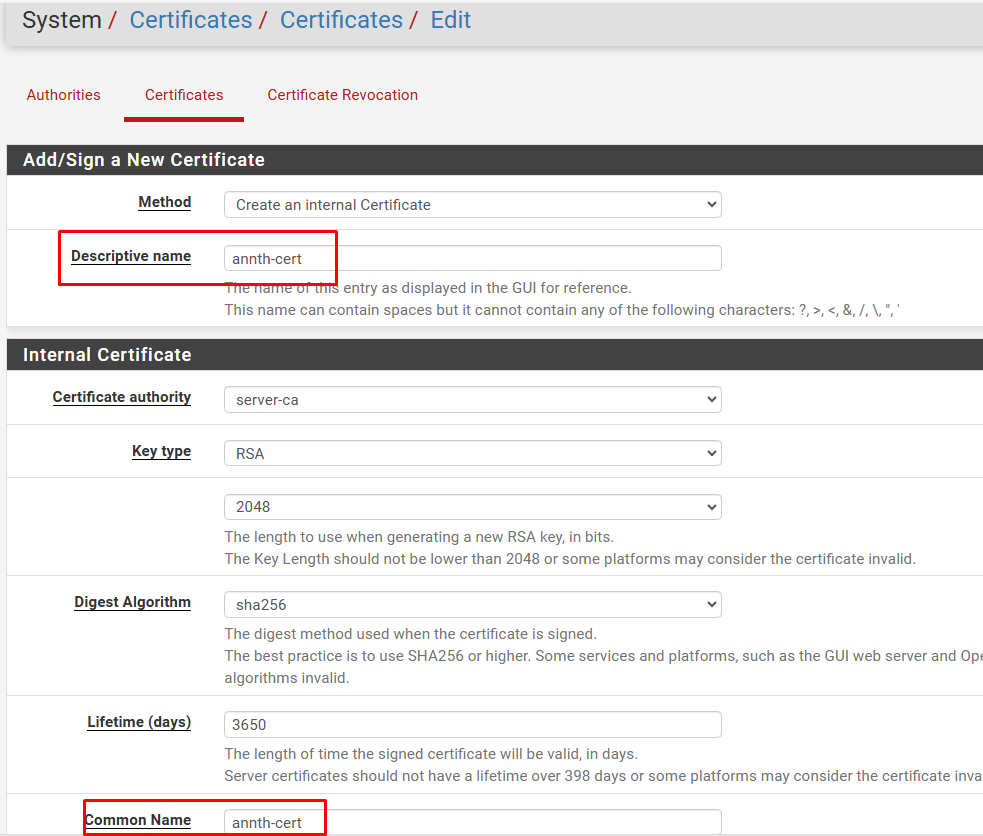 System / Certificates / Certificates / Edit
Authorities Certificates Certificate Revocation
Add/Sign a New Certificate
Method Create an internal Certificate
Descriptive name annth-cert
The name of this entry as displayed in the GUI for reference.
This name can contain spaces but it cannot contain any of the following characters: ?, >, <, &, /, \, ", '
Internal Certificate
Certificate authority server-ca
Key type RSA
2048
The length to use when generating a new RSA key, in bits.
The Key Length should not be lower than 2048 or some platforms may consider the certificate invalid.
Digest Algorithm sha256
The digest method used when the certificate is signed.
The best practice is to use SHA256 or higher. Some services and platforms, such as the GUI web server and Ope
algorithms invalid.
Lifetime (days) 3650
The length of time the signed certificate will be valid, in days.
Server certificates should not have a lifetime over 398 days or some platforms may consider the certificate inva
Common Name annth-cert